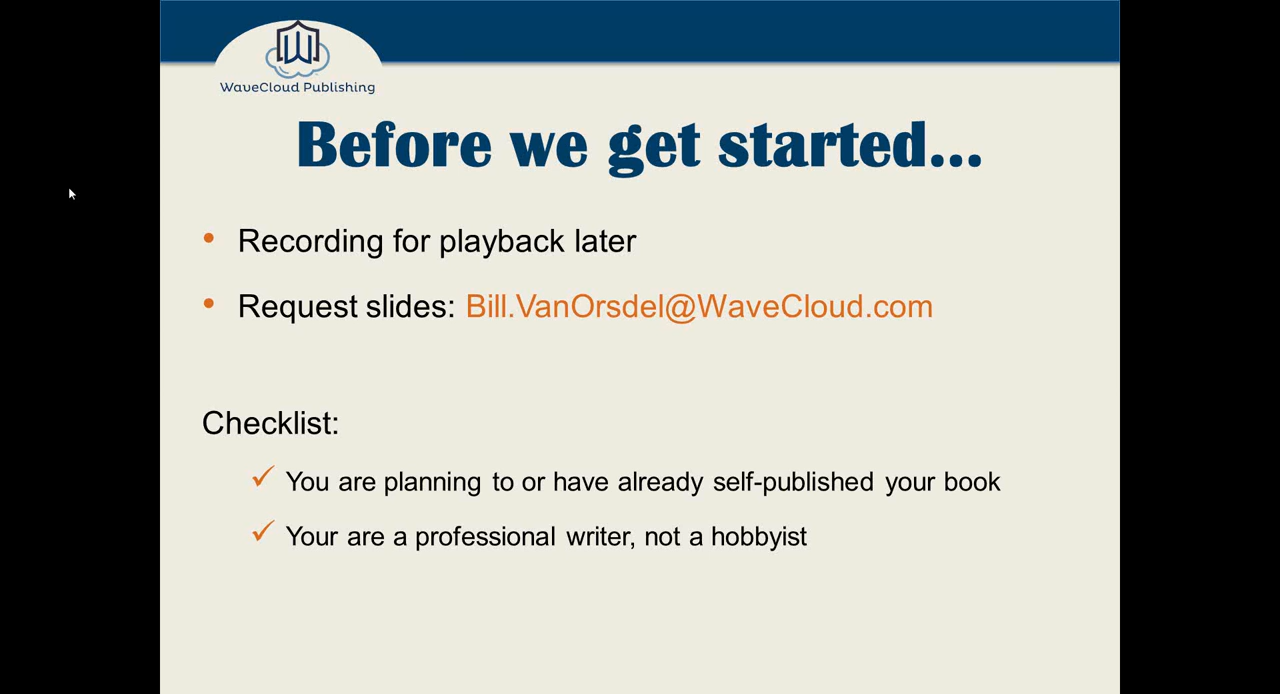 WaveCloud Publishing
Before we get started...
• Recording for playback later
• Request slides: Bill.VanOrsdel@WaveCloud.com
Checklist:
✓ You are planning to or have already self-published your book
✓ Your are a professional writer, not a hobbyist